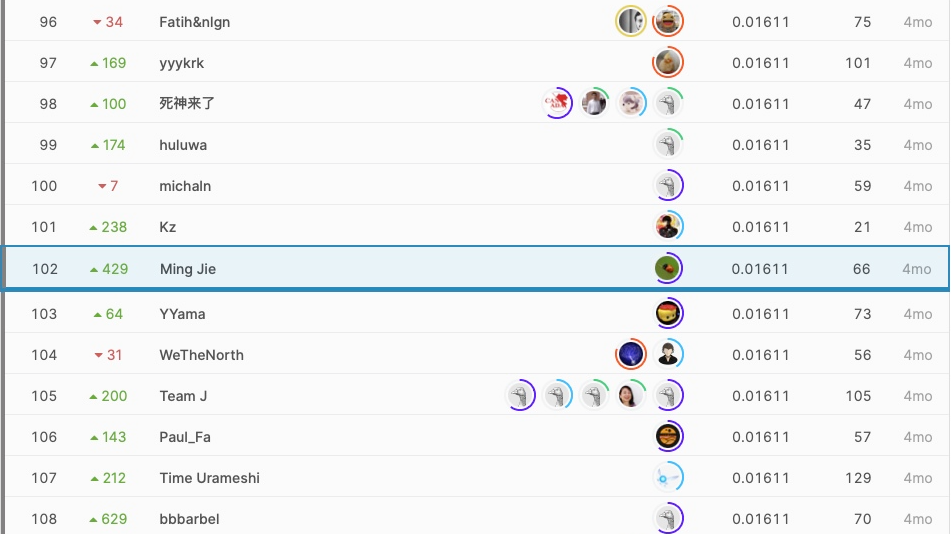 96 34 Fatih&nlgn 0.01611 75 4mo
97 169 yyykrk 0.01611 101 4mo
98 100 死神来了 0.01611 47 4mo
99 174 huluwa 0.01611 35 4mo
100 7 michaln 0.01611 59 4mo
101 238 Kz 0.01611 21 4mo
102 429 Ming Jie 0.01611 66 4mo
103 64 YYama 0.01611 73 4mo
104 31 WeTheNorth 0.01611 56 4mo
105 200 Team J 0.01611 105 4mo
106 143 Paul_Fa 0.01611 57 4mo
107 212 Time Urameshi 0.01611 129 4mo
108 629 bbbarbel 0.01611 70 4mo